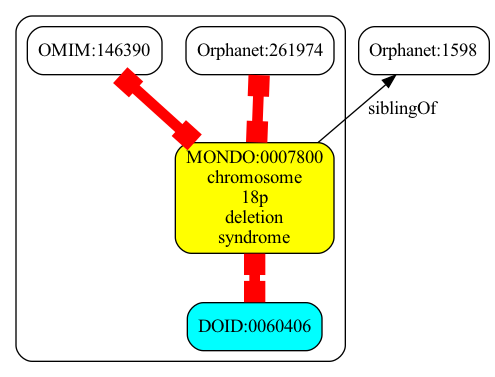 OMIM:146390
Orphanet:261974
Orphanet:1598
siblingOf
MONDO:0007800
chromosome
18p
deletion
syndrome
DOID:0060406